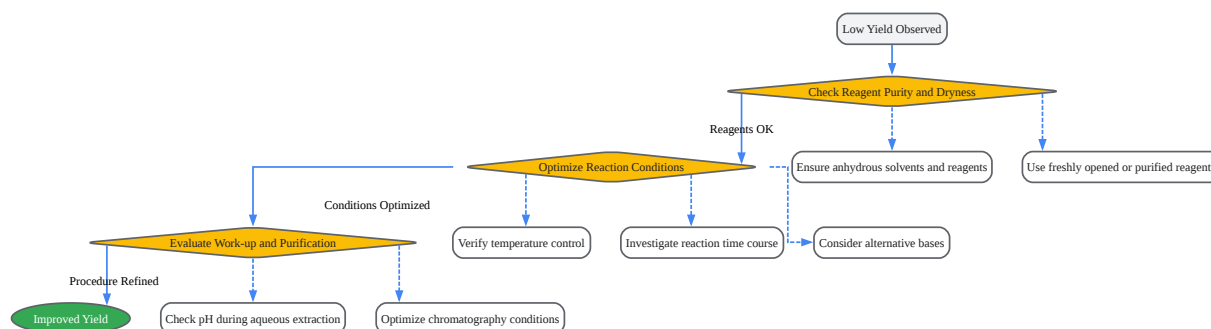 Low Yield Observed
Check Reagent Purity and Dryness
Reagents OK
Ensure anhydrous solvents and reagents
Use freshly opened or purified reagent
Optimize Reaction Conditions
Conditions Optimized
Verify temperature control
Investigate reaction time course
Consider alternative bases
Evaluate Work-up and Purification
Procedure Refined
Improved Yield
Check pH during aqueous extraction
Optimize chromatography conditions